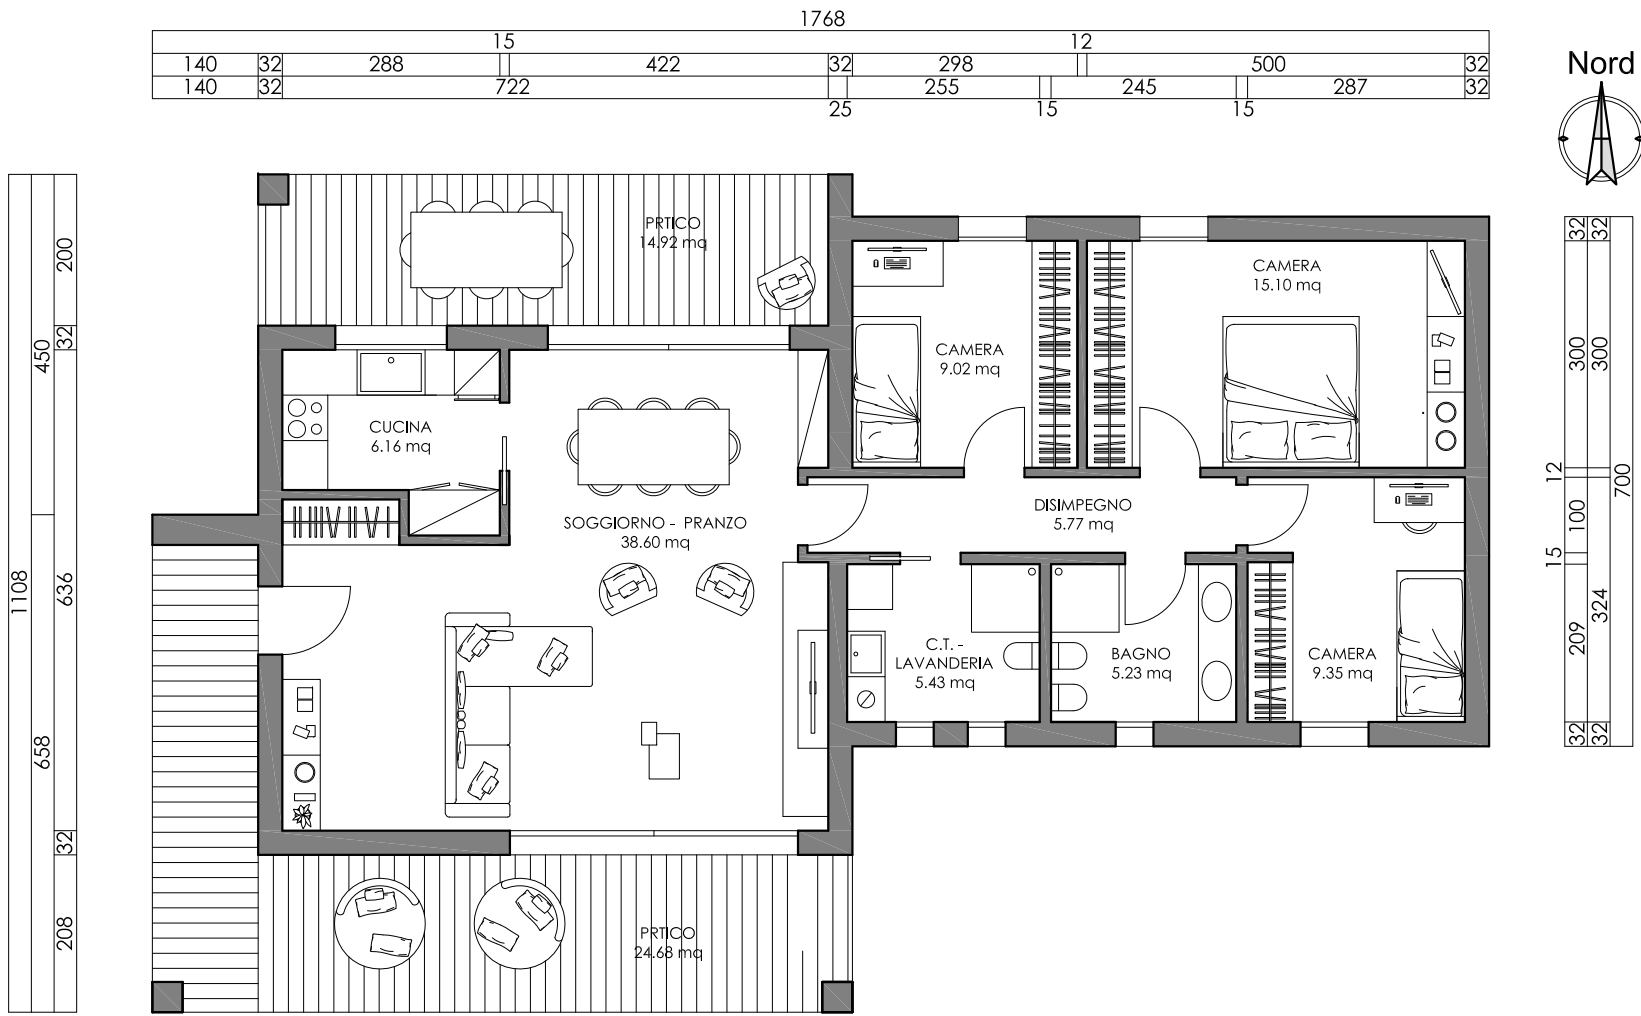 1768
15 12
140 32 288 422 32 298 500 32
140 32 722 255 245 287 32
25 15 15
Nord
1108
450
658
200
32
636
32
208
PRTICO
14.92 mq
CAMERA
9.02 mq
CAMERA
15.10 mq
CUCINA
6.16 mq
SOGGIORNO - PRANZO
38.60 mq
DISIMPEGNO
5.77 mq
C.T. -
LAVANDERIA
5.43 mq
BAGNO
5.23 mq
CAMERA
9.35 mq
PRTICO
24.68 mq
32 32
300 300
12
100
15
700
324
209
32 32